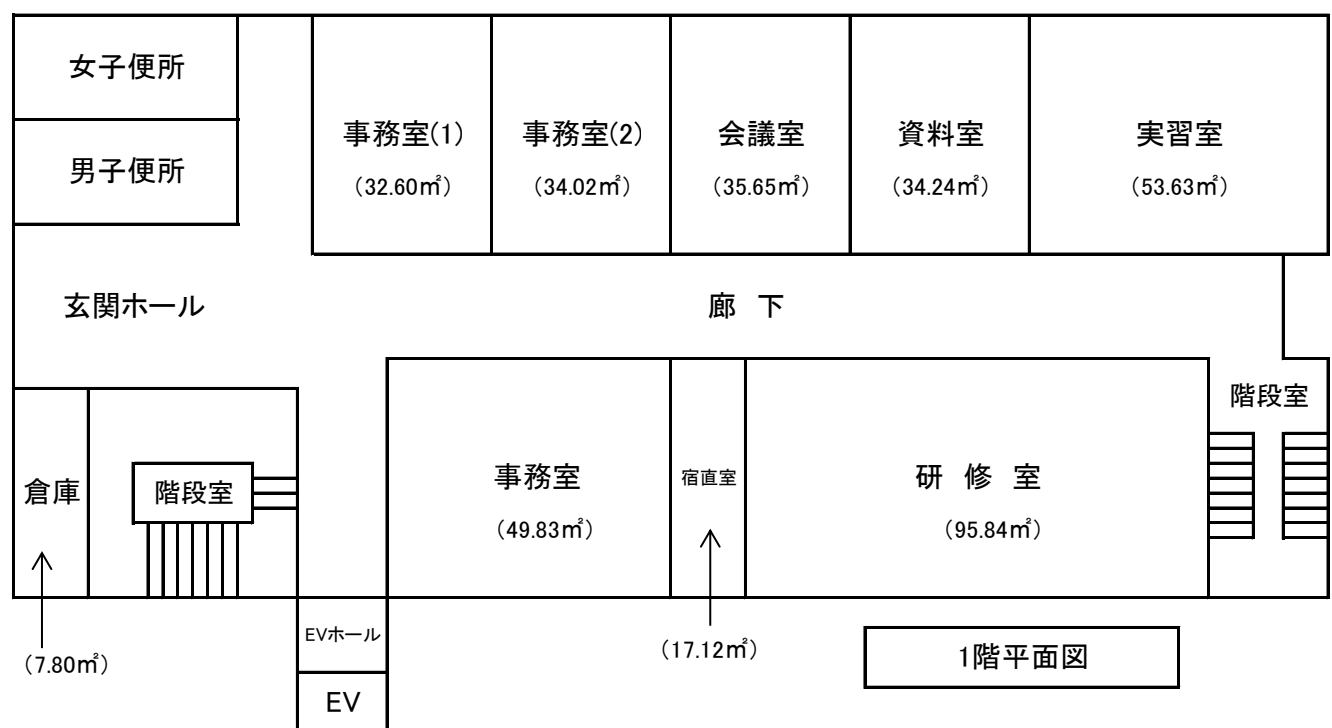 女子便所
男子便所
事務室(1)
（32.60㎡）
事務室(2)
（34.02㎡）
会議室
（35.65㎡）
資料室
（34.24㎡）
実習室
（53.63㎡）
玄関ホール
廊 下
階段室
倉庫
階段室
事務室
（49.83㎡）
宿直室
研 修 室
（95.84㎡）
（7.80㎡）
EVホール
EV
（17.12㎡）
1階平面図